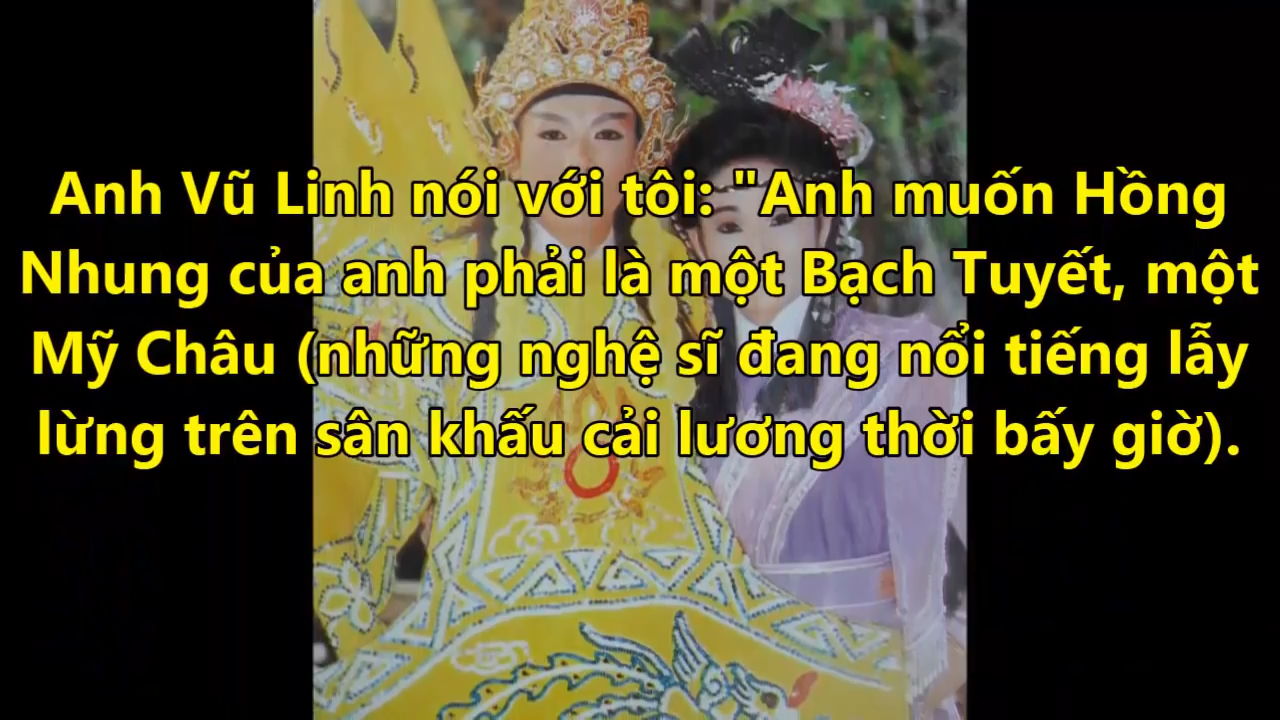 Anh Vũ Linh nói với tôi: "Anh muốn Hồng
Nhung của anh phải là một Bạch Tuyết, một
Mỹ Châu (những nghệ sĩ đang nổi tiếng lẫy
lừng trên sân khấu cải lương thời bấy giờ).